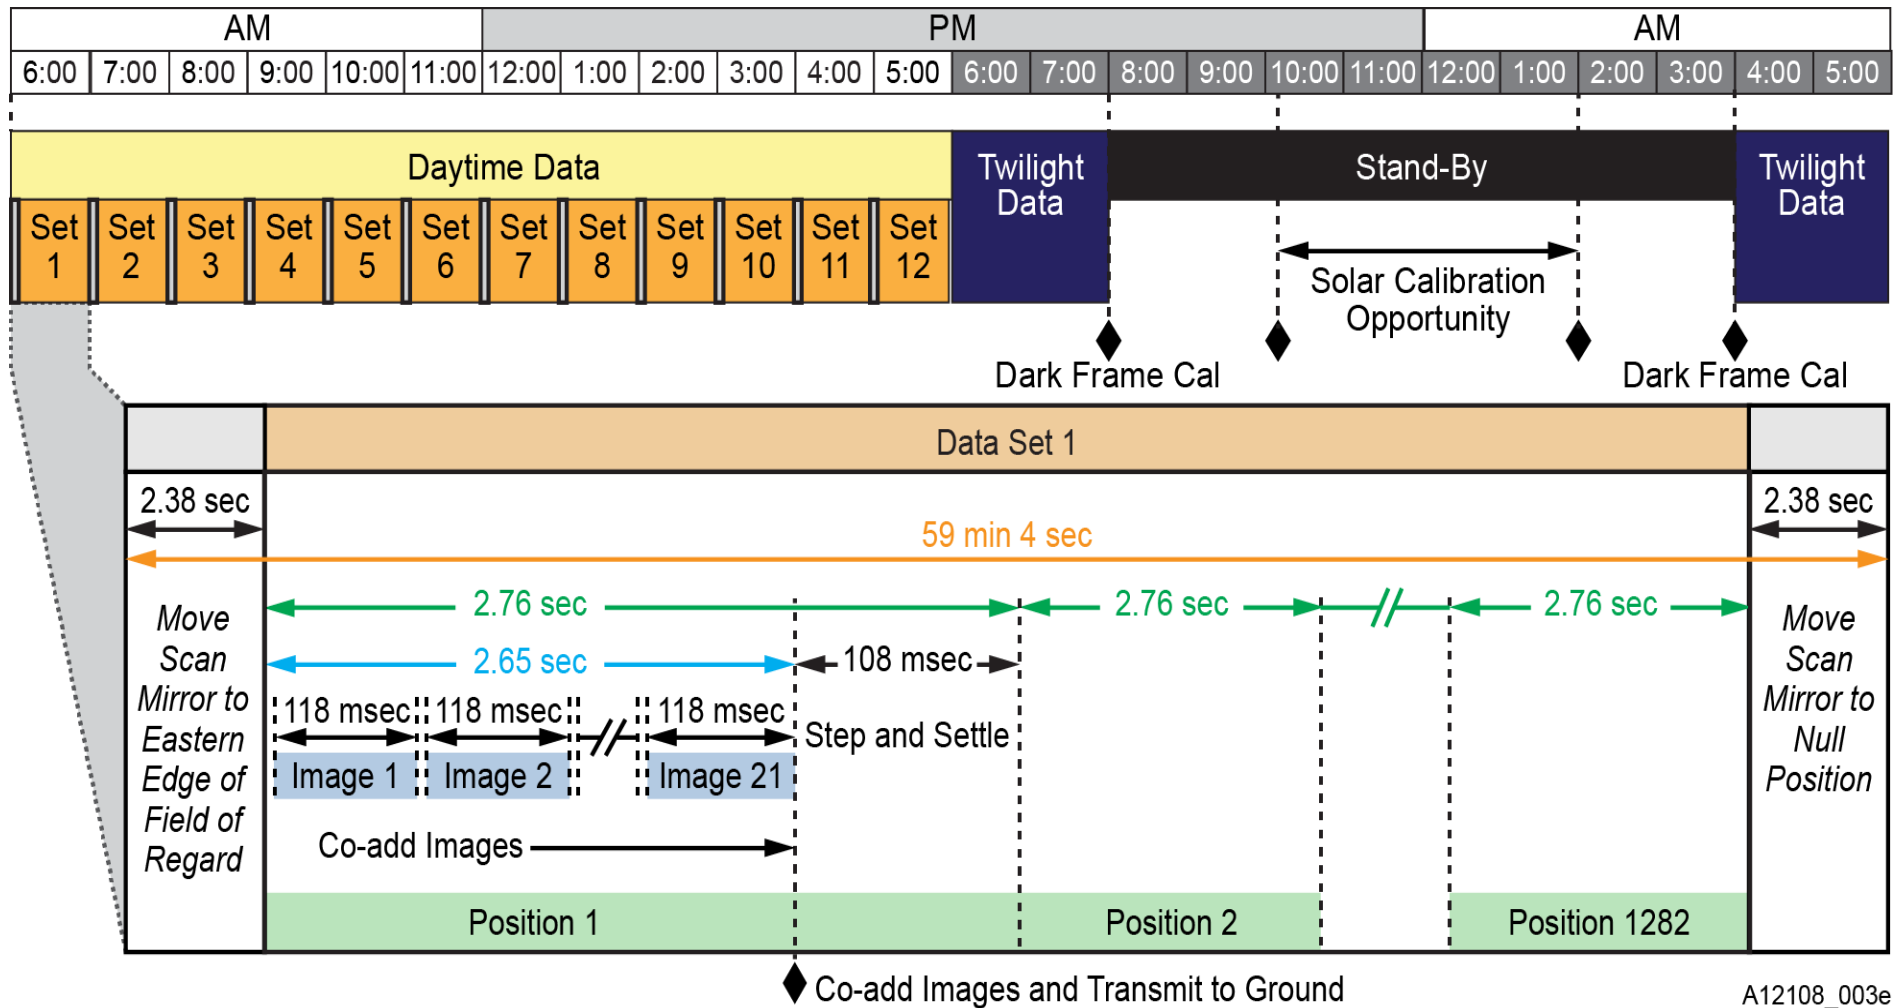 AM PM AM
6:00 7:00 8:00 9:00 10:00 11:00 12:00 1:00 2:00 3:00 4:00 5:00 6:00 7:00 8:00 9:00 10:00 11:00 12:00 1:00 2:00 3:00 4:00 5:00
Daytime Data
Twilight
Data
Stand-By
Twilight
Data
Set
1
Set
2
Set
3
Set
4
Set
5
Set
6
Set
7
Set
8
Set
9
Set
10
Set
11
Set
12
Solar Calibration
Opportunity
Dark Frame Cal
Dark Frame Cal
Data Set 1
2.38 sec
2.38 sec
59 min 4 sec
2.76 sec
2.76 sec
2.76 sec
Move
Scan
Mirror to
Eastern
Edge of
Field of
Regard
2.65 sec
108 msec
118 msec
118 msec
118 msec
Step and Settle
Image 1
Image 2
Image 21
Co-add Images
Move
Scan
Mirror to
Null
Position
Position 1
Position 2
Position 1282
Co-add Images and Transmit to Ground
A12108_003e